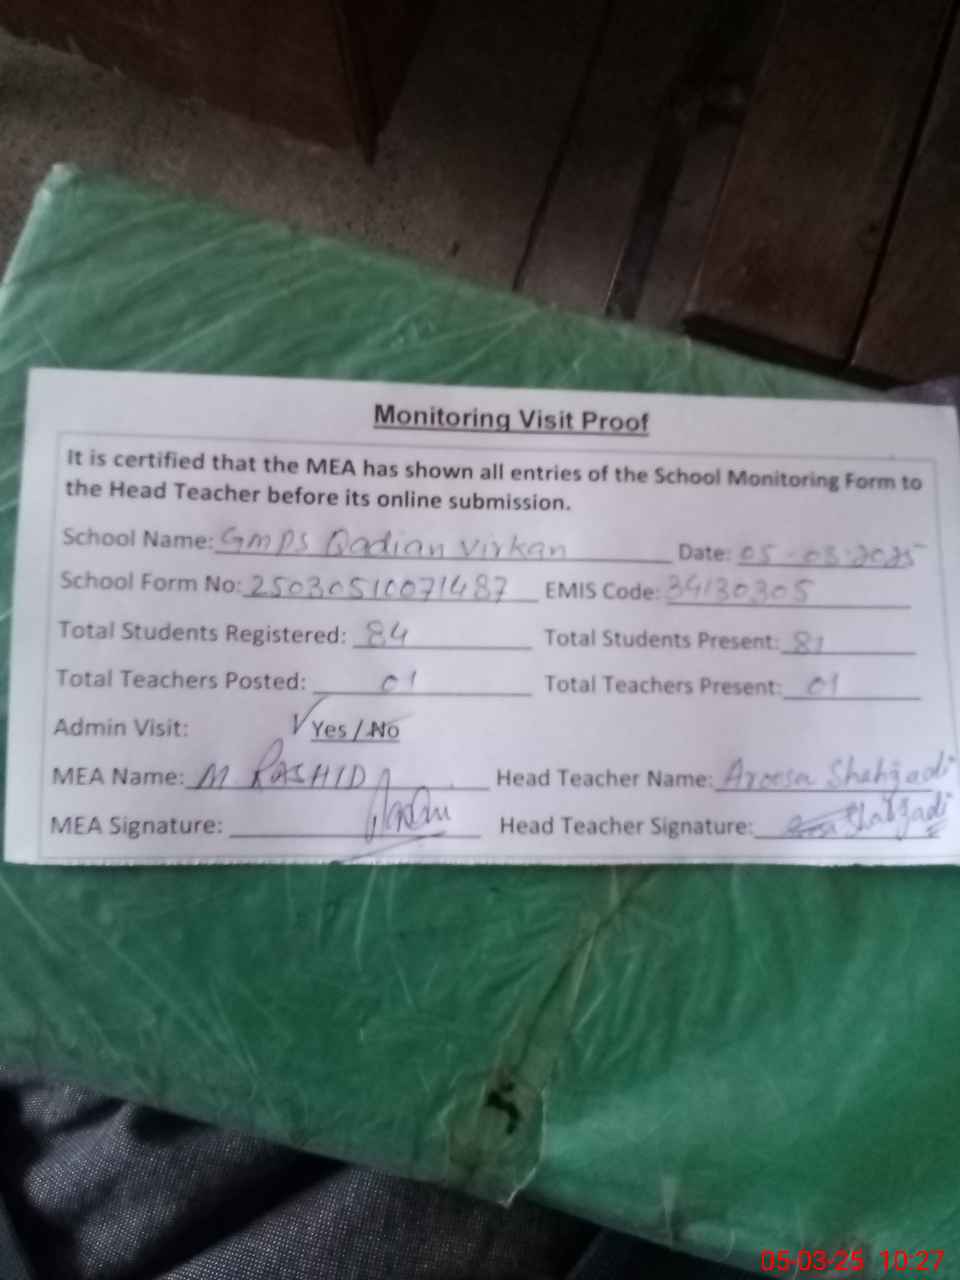 Monitoring Visit Proof
It is certified that the MEA has shown all entries of the School Monitoring Form to
the Head Teacher before its online submission.
School Name: GMPS Qadian Virkan Date: 05-03-2025
School Form No: 25030510071487 EMIS Code: 34130305
Total Students Registered: 84 Total Students Present: 81
Total Teachers Posted: 01 Total Teachers Present: 01
Admin Visit: ✓Yes / No
MEA Name: M RASHID Head Teacher Name: Aroosa Shahzadi
MEA Signature: Head Teacher Signature: Shahzadi
05-03-25 10:27